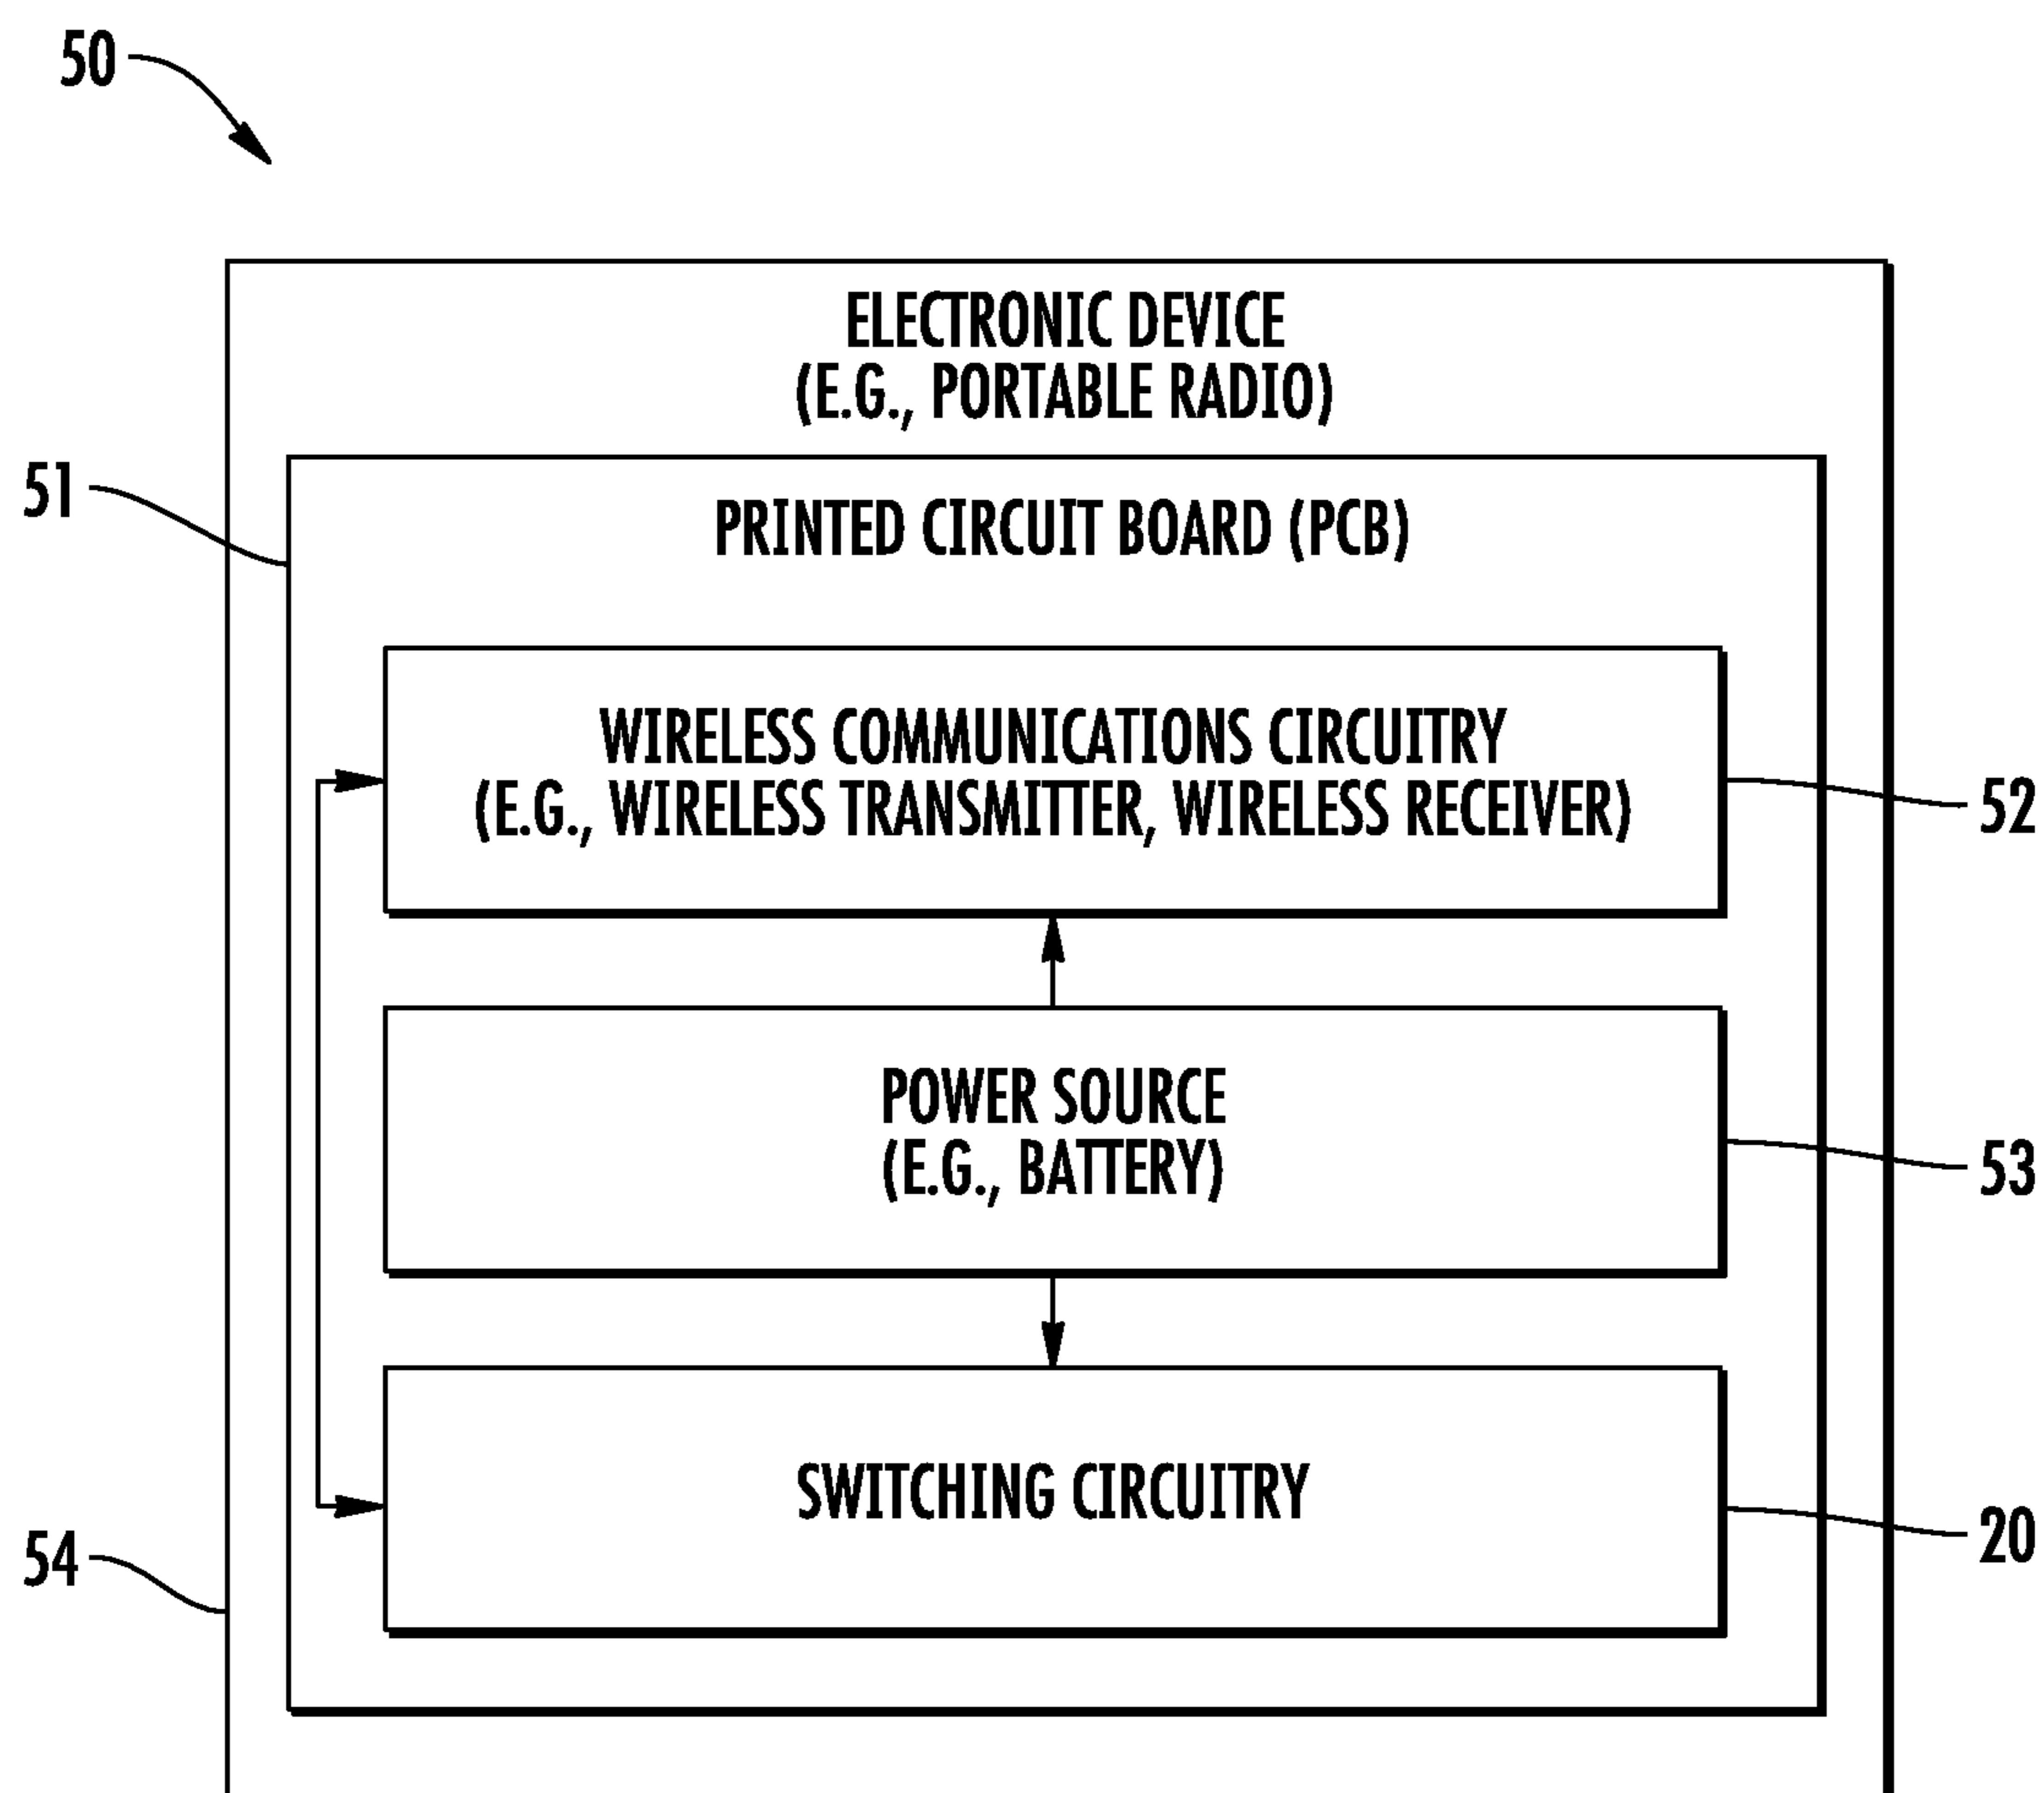 50
ELECTRONIC DEVICE
(E.G., PORTABLE RADIO)
51
PRINTED CIRCUIT BOARD (PCB)
WIRELESS COMMUNICATIONS CIRCUITRY
(E.G., WIRELESS TRANSMITTER, WIRELESS RECEIVER)
52
POWER SOURCE
(E.G., BATTERY)
53
SWITCHING CIRCUITRY
20
54